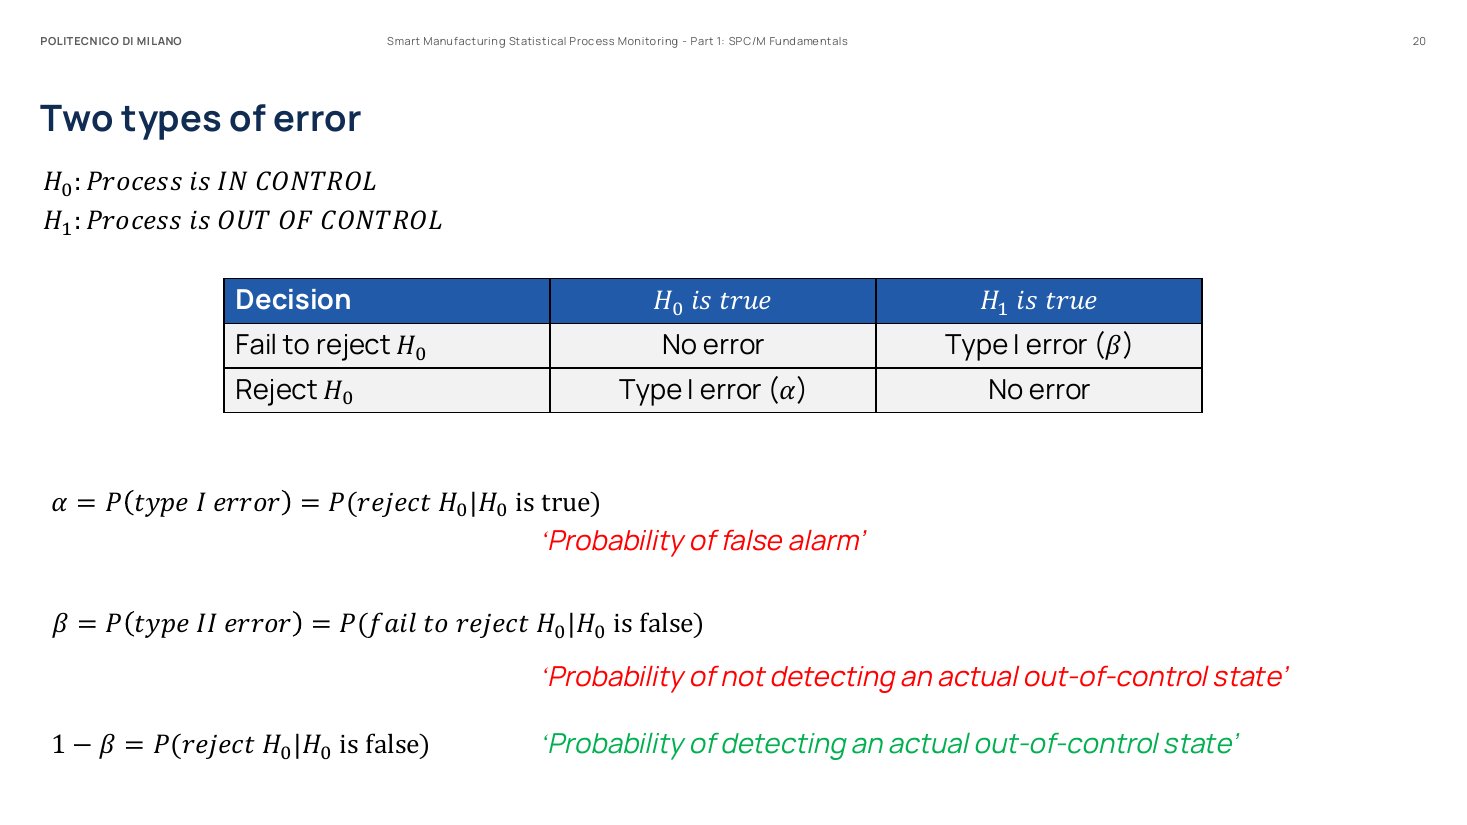 POLITECNICO DI MILANO
Smart Manufacturing Statistical Process Monitoring - Part 1: SPC/M Fundamentals
20
Two types of error
H₀: Process is IN CONTROL
H₁: Process is OUT OF CONTROL
Decision H₀ is true H₁ is true
Fail to reject H₀ No error Type I error (β)
Reject H₀ Type I error (α) No error
α = P(type I error) = P(reject H₀|H₀ is true)
‘Probability of false alarm’
β = P(type II error) = P(fail to reject H₀|H₀ is false)
‘Probability of not detecting an actual out-of-control state’
1 − β = P(reject H₀|H₀ is false) ‘Probability of detecting an actual out-of-control state’